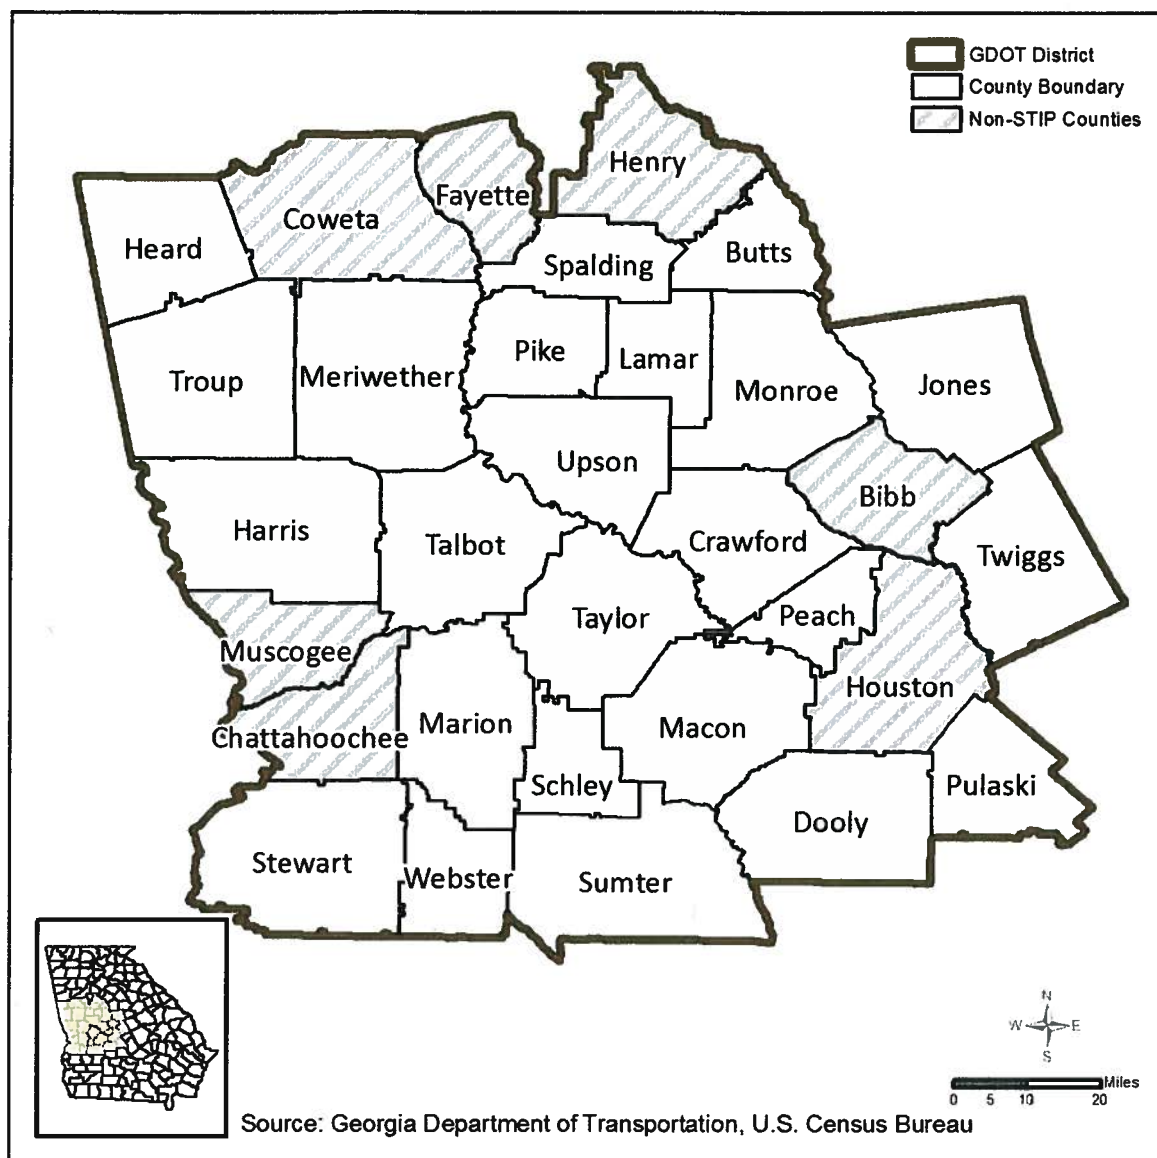 GDOT District
County Boundary
Non-STIP Counties
Henry
Fayette
Coweta
Heard
Butts
Spalding
Pike
Lamar
Meriwether
Troup
Monroe
Jones
Upson
Bibb
Harris
Talbot
Crawford
Twiggs
Taylor
Peach
Muscogee
Houston
Chattahoochee
Marion
Macon
Schley
Pulaski
Dooly
Stewart
Webster
Sumter
N
W E
S
Miles
0 5 10 20
Source: Georgia Department of Transportation, U.S. Census Bureau